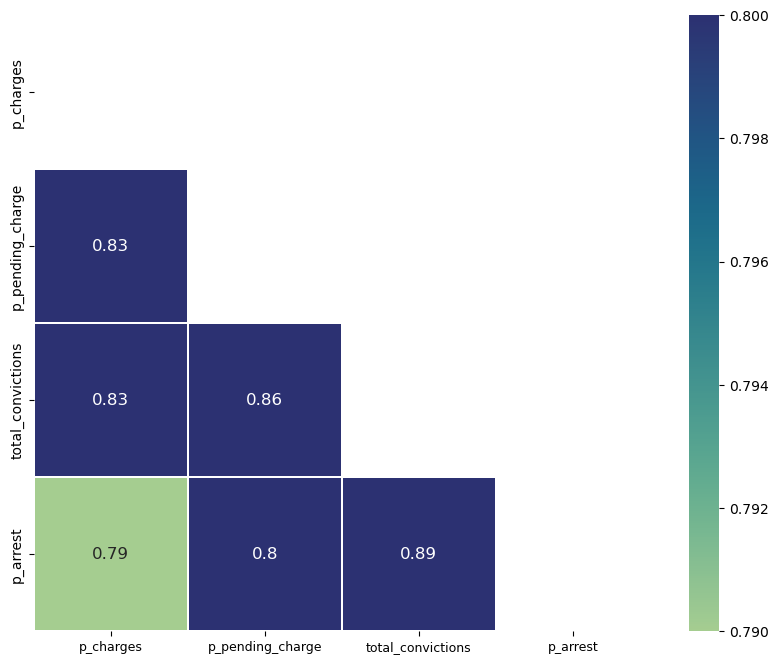 p_charges
p_pending_charge
total_convictions
p_arrest
0.83
0.83 0.86
0.79 0.8 0.89
p_charges p_pending_charge total_convictions p_arrest
0.800
0.798
0.796
0.794
0.792
0.790